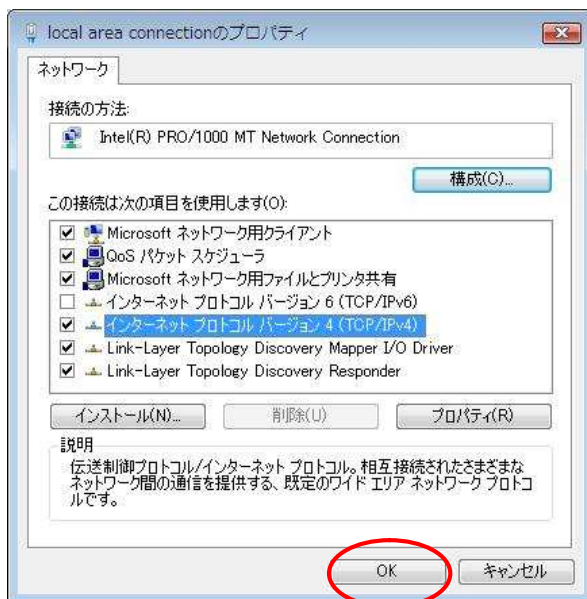 local area connectionのプロパティ
ネットワーク
接続の方法:
Intel(R) PRO/1000 MT Network Connection
構成(C)...
この接続は次の項目を使用します(O):
Microsoft ネットワーク用クライアント
QoS パケット スケジューラ
Microsoft ネットワーク用ファイルとプリンタ共有
インターネット プロトコル バージョン 6 (TCP/IPv6)
インターネット プロトコル バージョン 4 (TCP/IPv4)
Link-Layer Topology Discovery Mapper I/O Driver
Link-Layer Topology Discovery Responder
インストール(N)... 削除(U) プロパティ(R)
説明
伝送制御プロトコル/インターネット プロトコル。相互接続されたさまざまな
ネットワーク間の通信を提供する、既定のワイド エリア ネットワーク プロトコ
ルです。
OK キャンセル